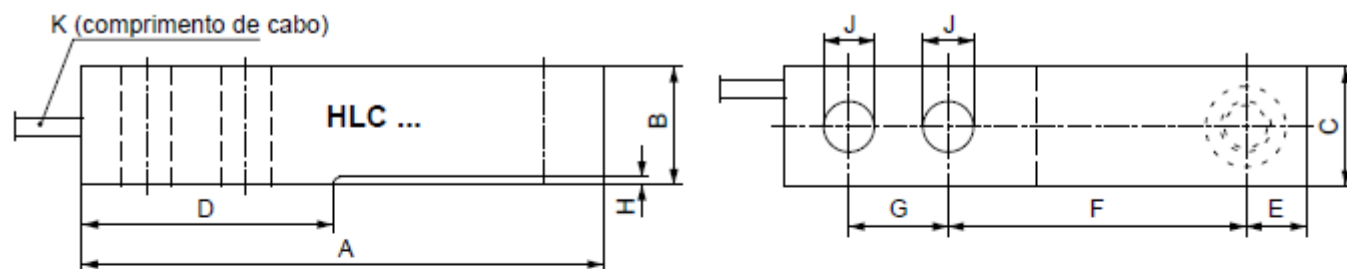 K (comprimento de cabo)
HLC ...
B
H
D
A
J
J
C
G
F
E